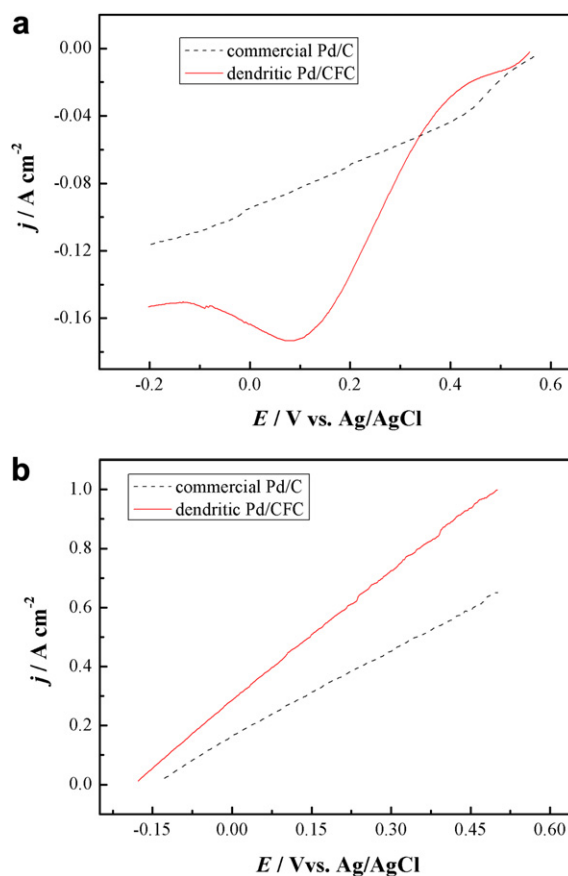 a
0.00
-0.04
-0.08
-0.12
-0.16
j / A cm-2
commercial Pd/C
dendritic Pd/CFC
-0.2 0.0 0.2 0.4 0.6
E / V vs. Ag/AgCl
b
1.0
0.8
0.6
0.4
0.2
0.0
j / A cm-2
commercial Pd/C
dendritic Pd/CFC
-0.15 0.00 0.15 0.30 0.45 0.60
E / Vvs. Ag/AgCl